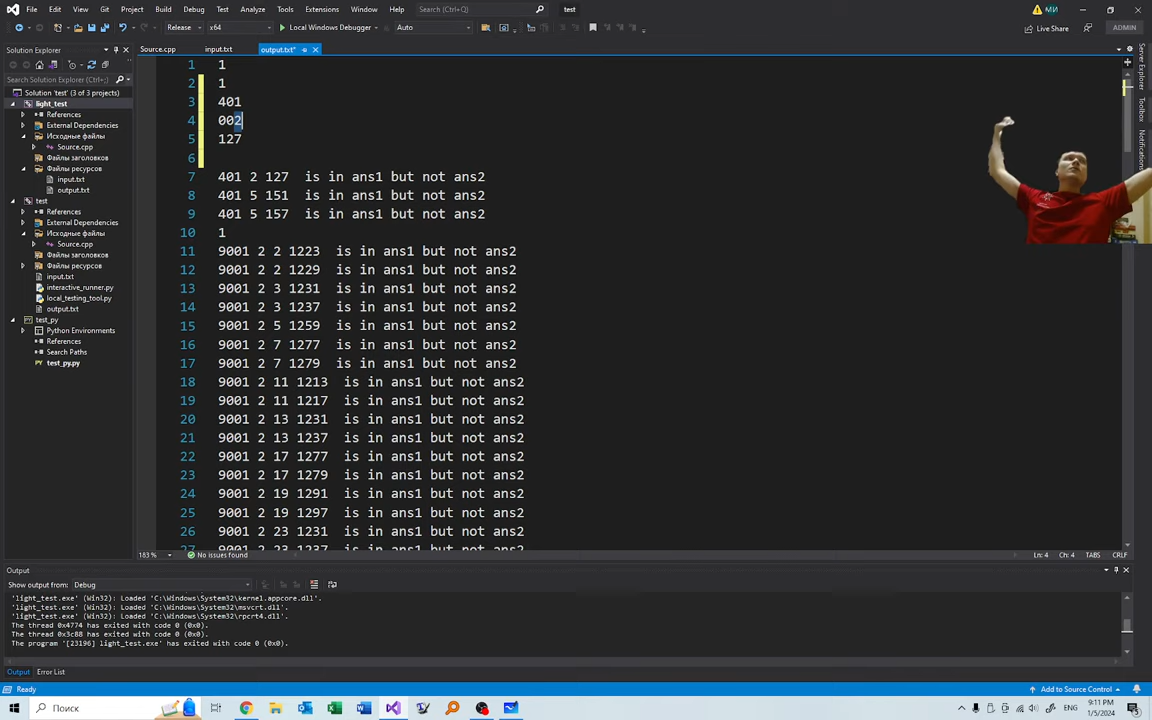 File Edit View Git Project Build Debug Test Analyze Tools Extensions Window Help Search (Ctrl+Q) test МИ
Release x64 Local Windows Debugger Auto Live Share ADMIN
Solution Explorer
Search Solution Explorer (Ctrl+;)
Solution 'test' (3 of 3 projects)
light_test
References
External Dependencies
Исходные файлы
Source.cpp
Файлы заголовков
Файлы ресурсов
input.txt
output.txt
test
References
External Dependencies
Исходные файлы
Source.cpp
Файлы заголовков
Файлы ресурсов
input.txt
interactive_runner.py
local_testing_tool.py
output.txt
test_py
Python Environments
References
Search Paths
test_py.py
Source.cpp input.txt output.txt*
1 1
2 1
3 401
4 002
5 127
6
7 401 2 127 is in ans1 but not ans2
8 401 5 151 is in ans1 but not ans2
9 401 5 157 is in ans1 but not ans2
10 1
11 9001 2 2 1223 is in ans1 but not ans2
12 9001 2 2 1229 is in ans1 but not ans2
13 9001 2 3 1231 is in ans1 but not ans2
14 9001 2 3 1237 is in ans1 but not ans2
15 9001 2 5 1259 is in ans1 but not ans2
16 9001 2 7 1277 is in ans1 but not ans2
17 9001 2 7 1279 is in ans1 but not ans2
18 9001 2 11 1213 is in ans1 but not ans2
19 9001 2 11 1217 is in ans1 but not ans2
20 9001 2 13 1231 is in ans1 but not ans2
21 9001 2 13 1237 is in ans1 but not ans2
22 9001 2 17 1277 is in ans1 but not ans2
23 9001 2 17 1279 is in ans1 but not ans2
24 9001 2 19 1291 is in ans1 but not ans2
25 9001 2 19 1297 is in ans1 but not ans2
26 9001 2 23 1231 is in ans1 but not ans2
27 9001 2 23 1237 is in ans1 but not ans2
183 % No issues found Ln: 4 Ch: 4 TABS CRLF
Server Explorer
Toolbox
Notifications
Output
Show output from: Debug
'light_test.exe' (Win32): Loaded 'C:\Windows\System32\kernel.appcore.dll'.
'light_test.exe' (Win32): Loaded 'C:\Windows\System32\msvcrt.dll'.
'light_test.exe' (Win32): Loaded 'C:\Windows\System32\rpcrt4.dll'.
The thread 0x4774 has exited with code 0 (0x0).
The thread 0x3c88 has exited with code 0 (0x0).
The program '[23196] light_test.exe' has exited with code 0 (0x0).
Output Error List
Ready Add to Source Control
Поиск ENG 9:11 PM
1/5/2024